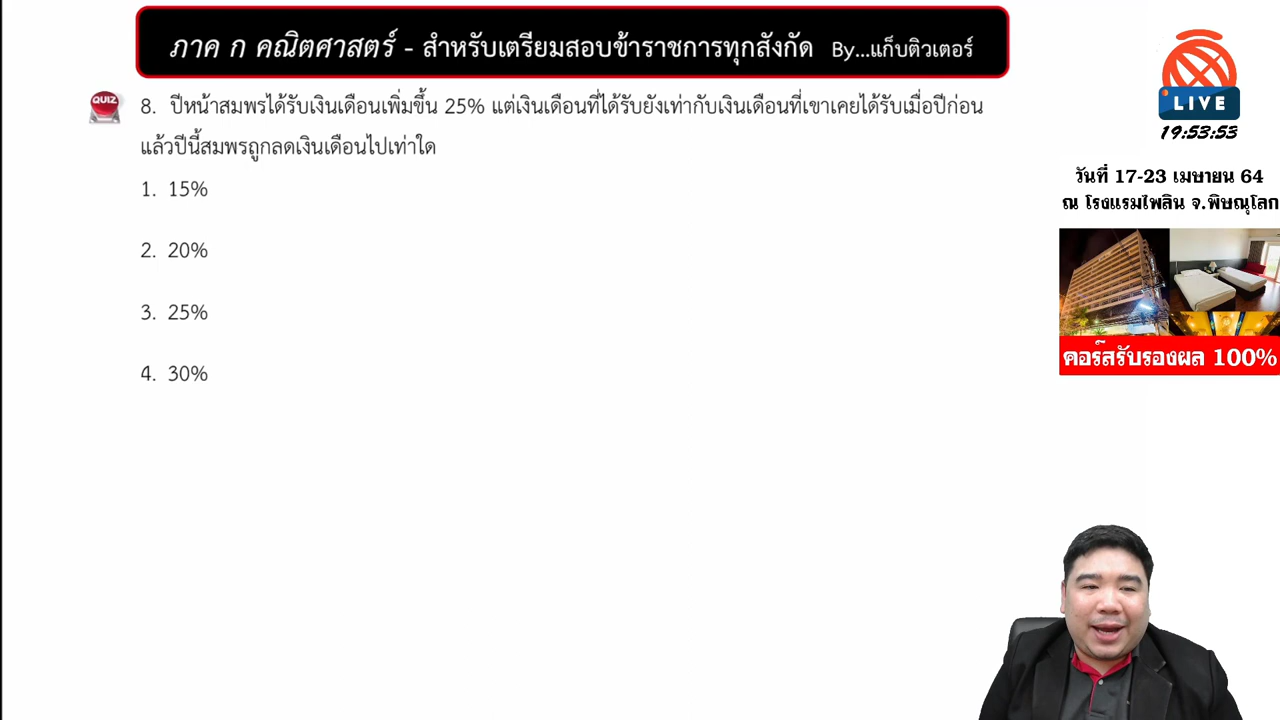 ภาค ก คณิตศาสตร์ - สำหรับเตรียมสอบข้าราชการทุกสังกัด By...แก็บติวเตอร์
QUIZ
8. ปีหน้าสมพรได้รับเงินเดือนเพิ่มขึ้น 25% แต่เงินเดือนที่ได้รับยังเท่ากับเงินเดือนที่เขาเคยได้รับเมื่อปีก่อน
แล้วปีนี้สมพรถูกลดเงินเดือนไปเท่าใด
1. 15%
2. 20%
3. 25%
4. 30%
LIVE
19:53:53
วันที่ 17-23 เมษายน 64
ณ โรงแรมไพลิน จ.พิษณุโลก
คอร์สรับรองผล 100%